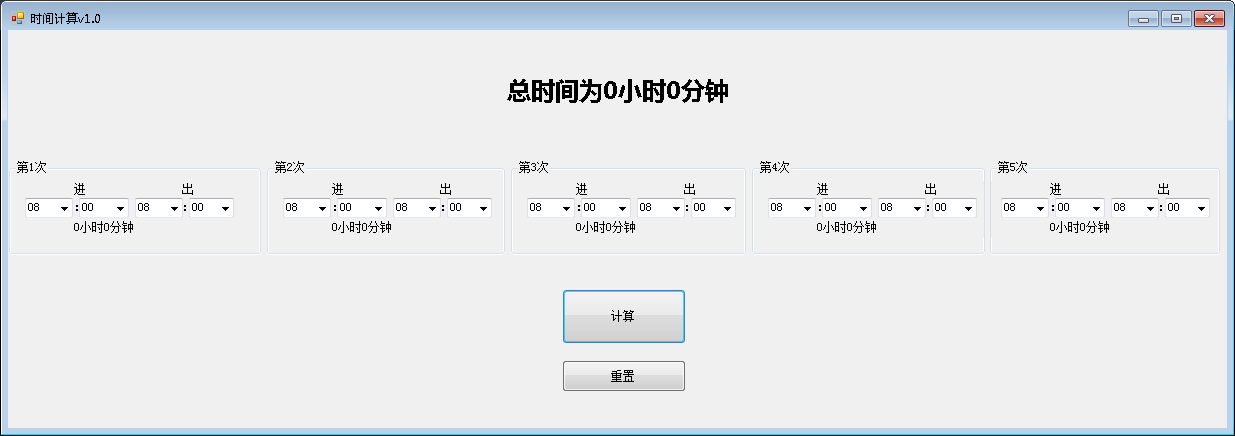 时间计算v1.0
总时间为0小时0分钟
第1次 第2次 第3次 第4次 第5次
进 出 进 出 进 出 进 出 进 出
08 :00 08 :00 08 :00 08 :00 08 :00 08 :00 08 :00 08 :00 08 :00 08 :00
0小时0分钟 0小时0分钟 0小时0分钟 0小时0分钟 0小时0分钟
计算
重置